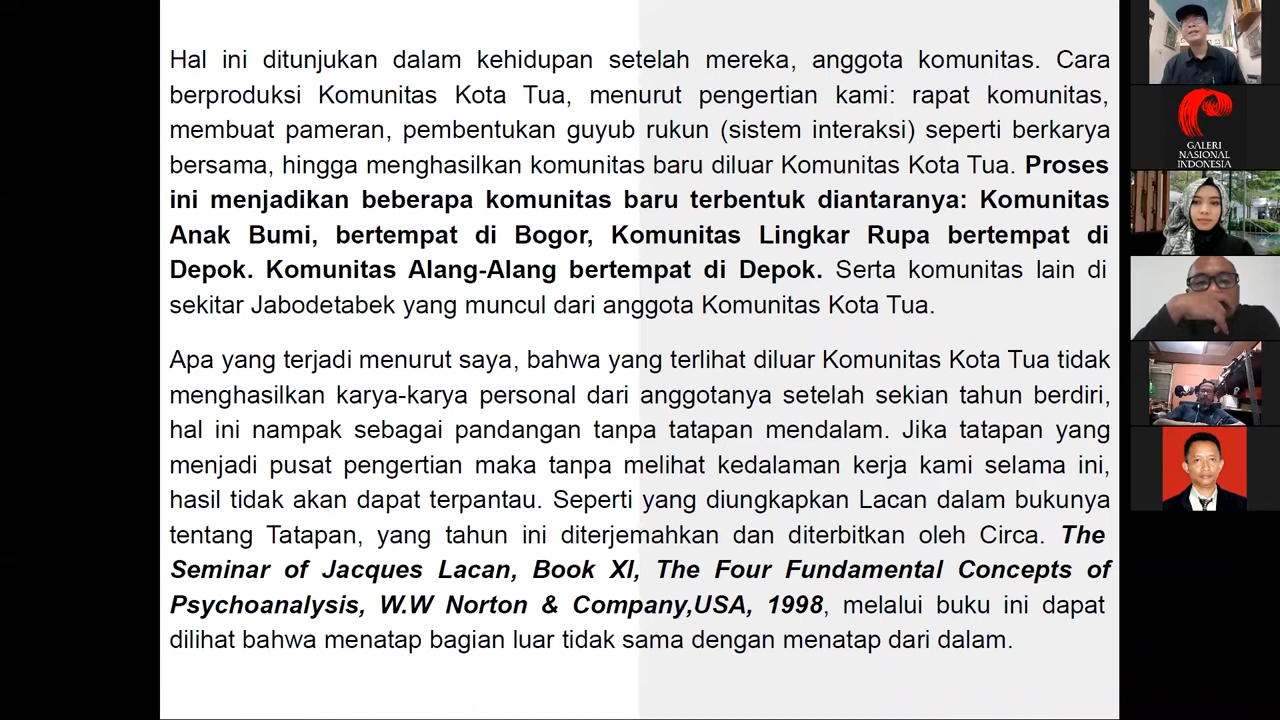 Hal ini ditunjukan dalam kehidupan setelah mereka, anggota komunitas. Cara
berproduksi Komunitas Kota Tua, menurut pengertian kami: rapat komunitas,
membuat pameran, pembentukan guyub rukun (sistem interaksi) seperti berkarya
bersama, hingga menghasilkan komunitas baru diluar Komunitas Kota Tua. Proses
ini menjadikan beberapa komunitas baru terbentuk diantaranya: Komunitas
Anak Bumi, bertempat di Bogor, Komunitas Lingkar Rupa bertempat di
Depok. Komunitas Alang-Alang bertempat di Depok. Serta komunitas lain di
sekitar Jabodetabek yang muncul dari anggota Komunitas Kota Tua.
Apa yang terjadi menurut saya, bahwa yang terlihat diluar Komunitas Kota Tua tidak
menghasilkan karya-karya personal dari anggotanya setelah sekian tahun berdiri,
hal ini nampak sebagai pandangan tanpa tatapan mendalam. Jika tatapan yang
menjadi pusat pengertian maka tanpa melihat kedalaman kerja kami selama ini,
hasil tidak akan dapat terpantau. Seperti yang diungkapkan Lacan dalam bukunya
tentang Tatapan, yang tahun ini diterjemahkan dan diterbitkan oleh Circa. The
Seminar of Jacques Lacan, Book XI, The Four Fundamental Concepts of
Psychoanalysis, W.W Norton & Company,USA, 1998, melalui buku ini dapat
dilihat bahwa menatap bagian luar tidak sama dengan menatap dari dalam.
GALERI
NASIONAL
INDONESIA